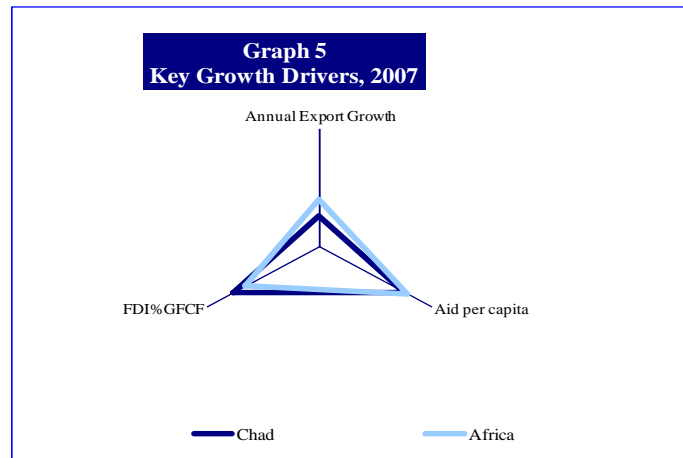 Graph 5
Key Growth Drivers, 2007
Annual Export Growth
FDI%GFCF
Aid per capita
Chad
Africa